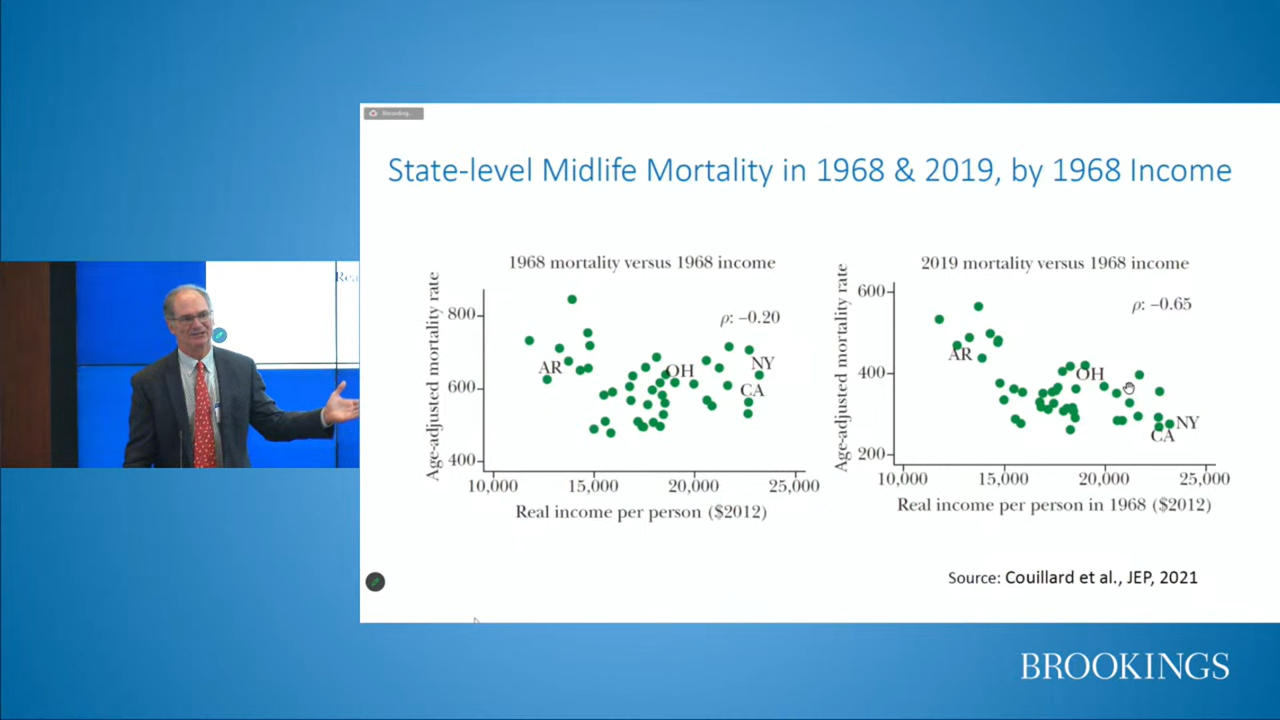 Recording...
State-level Midlife Mortality in 1968 & 2019, by 1968 Income
1968 mortality versus 1968 income
Age-adjusted mortality rate
800
600
400
ρ: –0.20
AR
OH
NY
CA
10,000
15,000
20,000
25,000
Real income per person ($2012)
2019 mortality versus 1968 income
Age-adjusted mortality rate
600
400
200
ρ: –0.65
AR
OH
NY
CA
10,000
15,000
20,000
25,000
Real income per person in 1968 ($2012)
Source: Couillard et al., JEP, 2021
BROOKINGS